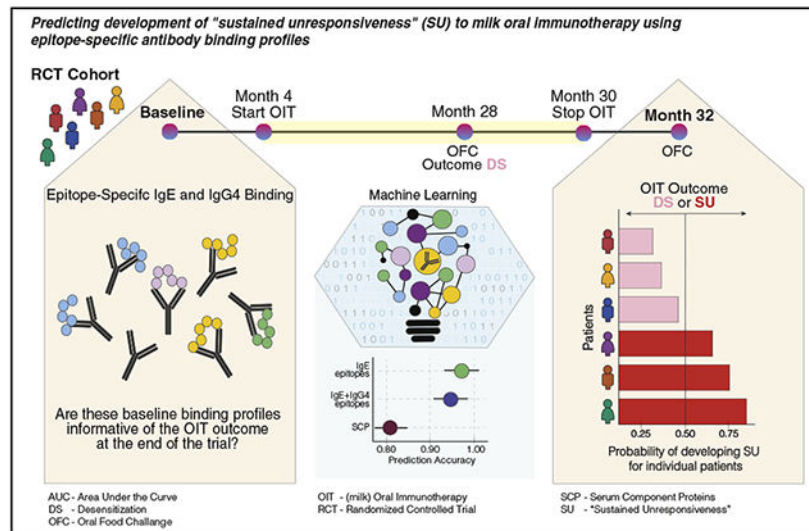 Predicting development of "sustained unresponsiveness" (SU) to milk oral immunotherapy using
epitope-specific antibody binding profiles
RCT Cohort
Baseline
Month 4
Start OIT
Month 28
OFC
Outcome DS
Month 30
Stop OIT
Month 32
OFC
Epitope-Specifc IgE and IgG4 Binding
Are these baseline binding profiles
informative of the OIT outcome
at the end of the trial?
Machine Learning
IgE
epitopes
IgE+IgG4
epitopes
SCP
0.80
0.90
1.00
Prediction Accuracy
OIT Outcome
DS or SU
Patients
0.25
0.50
0.75
Probability of developing SU
for individual patients
AUC - Area Under the Curve
DS - Desensitization
OFC - Oral Food Challange
OIT - (milk) Oral Immunotherapy
RCT - Randomized Controlled Trial
SCP - Serum Component Proteins
SU - "Sustained Unresponsiveness"